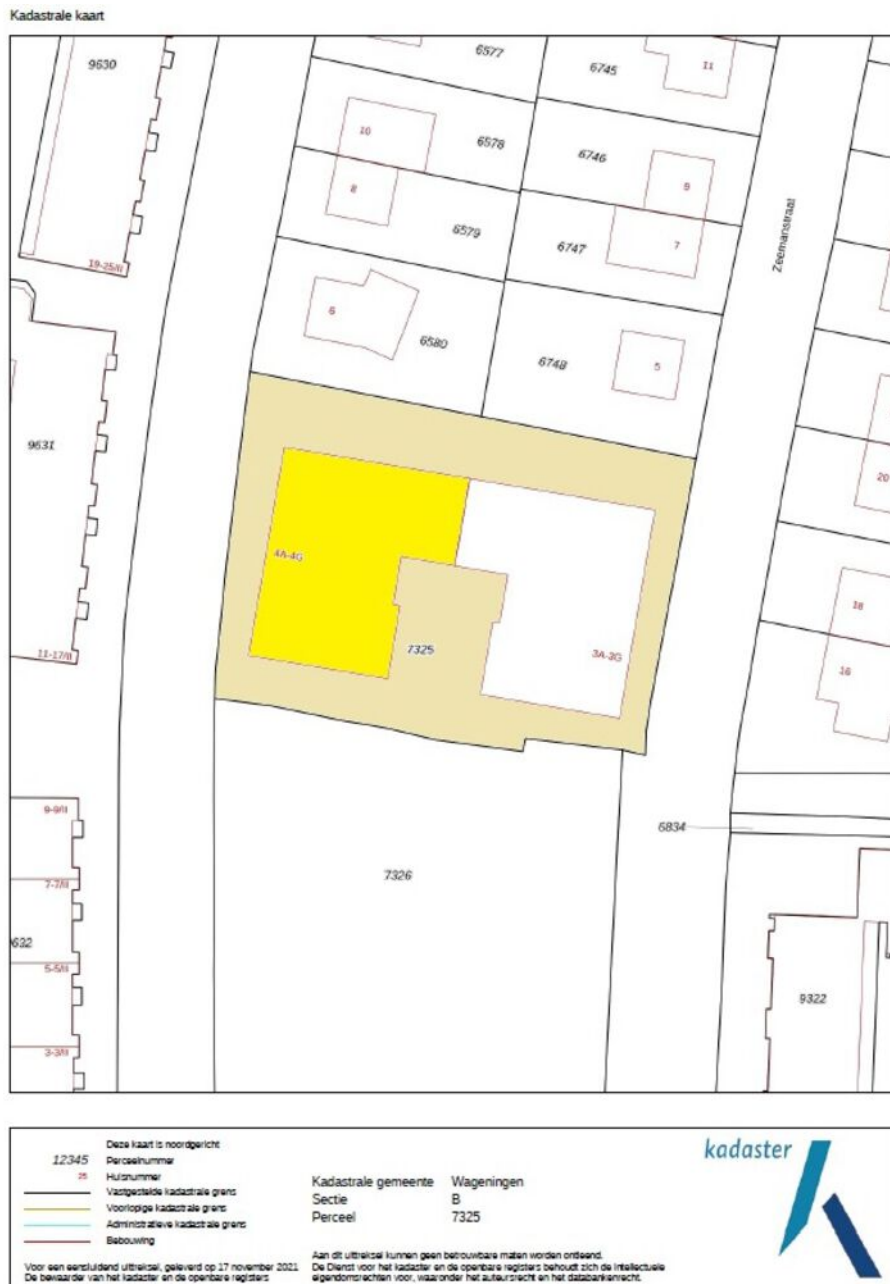 Kadastrale kaart
9630
6577
6745
11
10
6578
6746
8
9
6579
6747
7
Zeemanstraat
19-25/II
6
6580
6748
5
9631
20
4A-4G
18
7325
3A-3G
11-17/II
16
9-9/II
6834
7326
7-7/II
9632
5-5/II
9322
3-3/II
Deze kaart is noordgericht
12345 Perceelnummer
25 Huisnummer
Vastgestelde kadastrale grens
Voorlopige kadastrale grens
Administratieve kadastrale grens
Bebouwing
Voor een eensluidend uittreksel, geleverd op 17 november 2021
De bewaarder van het kadaster en de openbare registers
Kadastrale gemeente Wageningen
Sectie B
Perceel 7325
Aan dit uittreksel kunnen geen betrouwbare maten worden ontleend.
De Dienst voor het kadaster en de openbare registers behoudt zich de intellectuele
eigendomsrechten voor, waaronder het auteursrecht en het databankenrecht.
kadaster